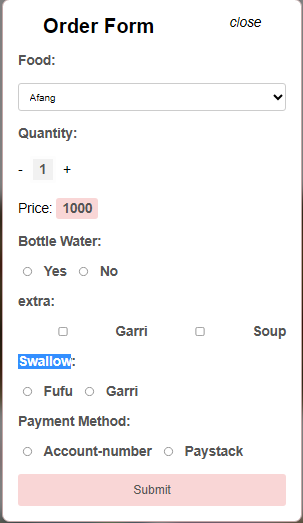 Order Form close
Food:
Afang
Quantity:
- 1 +
Price: 1000
Bottle Water:
Yes No
extra:
Garri Soup
Swallow:
Fufu Garri
Payment Method:
Account-number Paystack
Submit